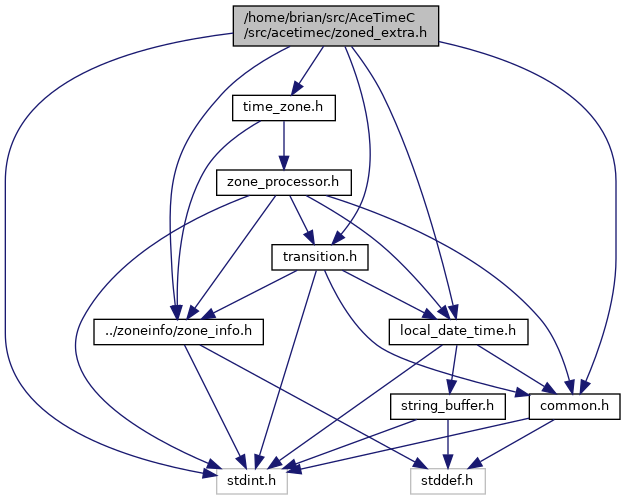 /home/brian/src/AceTimeC
/src/acetimec/zoned_extra.h
time_zone.h
zone_processor.h
transition.h
../zoneinfo/zone_info.h
local_date_time.h
string_buffer.h
common.h
stdint.h
stddef.h